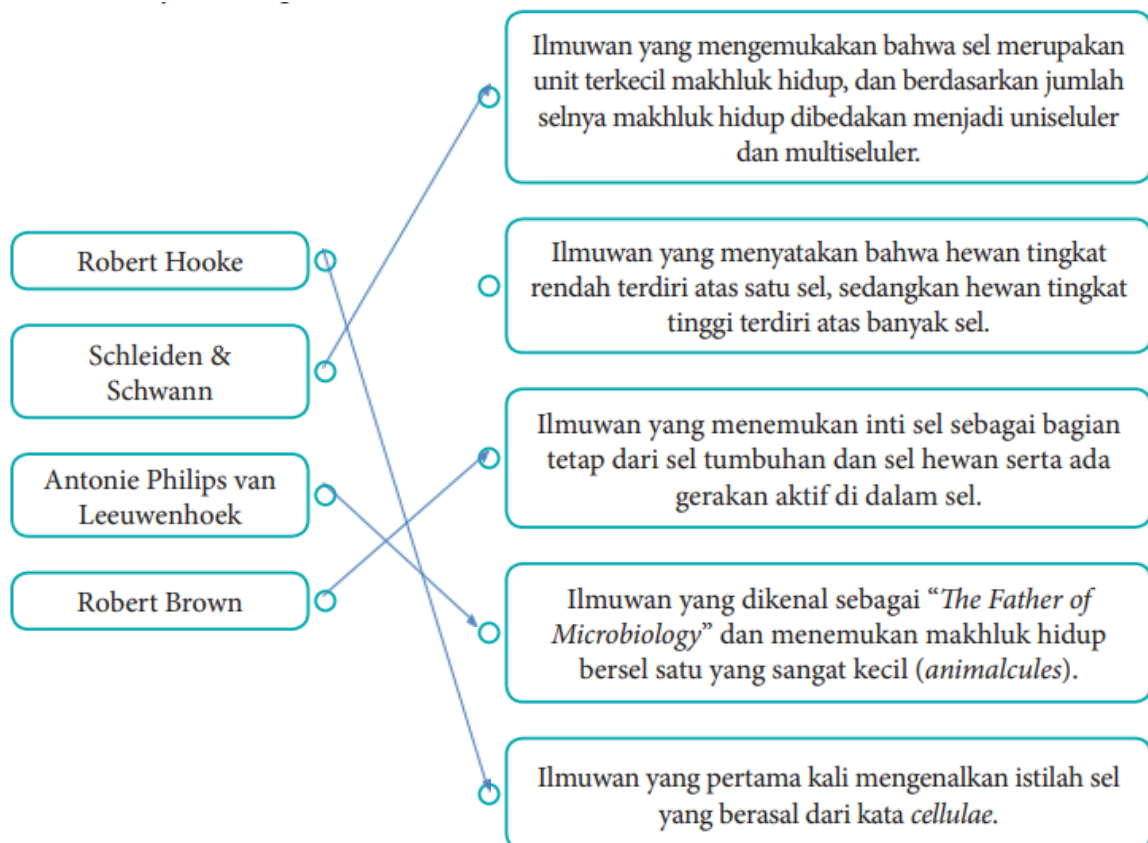 Robert Hooke
Schleiden &
Schwann
Antonie Philips van
Leeuwenhoek
Robert Brown
Ilmuwan yang mengemukakan bahwa sel merupakan
unit terkecil makhluk hidup, dan berdasarkan jumlah
selnya makhluk hidup dibedakan menjadi uniseluler
dan multiseluler.
Ilmuwan yang menyatakan bahwa hewan tingkat
rendah terdiri atas satu sel, sedangkan hewan tingkat
tinggi terdiri atas banyak sel.
Ilmuwan yang menemukan inti sel sebagai bagian
tetap dari sel tumbuhan dan sel hewan serta ada
gerakan aktif di dalam sel.
Ilmuwan yang dikenal sebagai “The Father of
Microbiology” dan menemukan makhluk hidup
bersel satu yang sangat kecil (animalcules).
Ilmuwan yang pertama kali mengenalkan istilah sel
yang berasal dari kata cellulae.